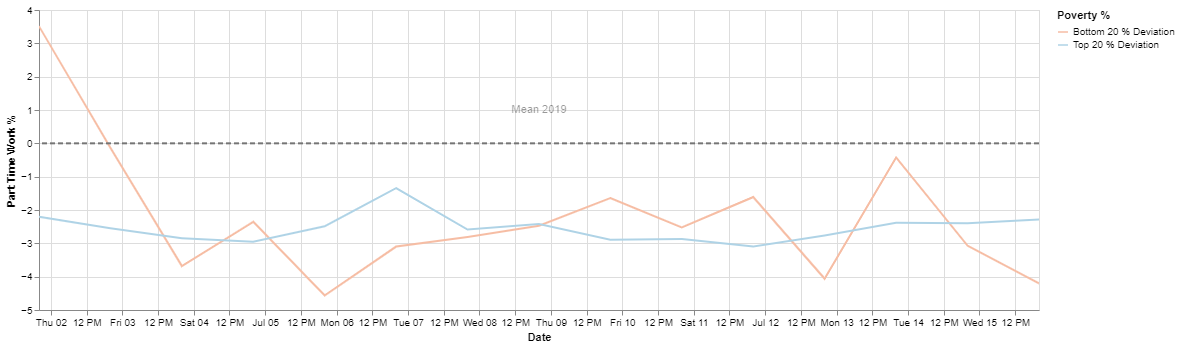 Poverty %
Bottom 20 % Deviation
Top 20 % Deviation
4
3
2
1
0
−1
−2
−3
−4
−5
Part Time Work %
Mean 2019
Thu 02 12 PM Fri 03 12 PM Sat 04 12 PM Jul 05 12 PM Mon 06 12 PM Tue 07 12 PM Wed 08 12 PM Thu 09 12 PM Fri 10 12 PM Sat 11 12 PM Jul 12 12 PM Mon 13 12 PM Tue 14 12 PM Wed 15 12 PM
Date